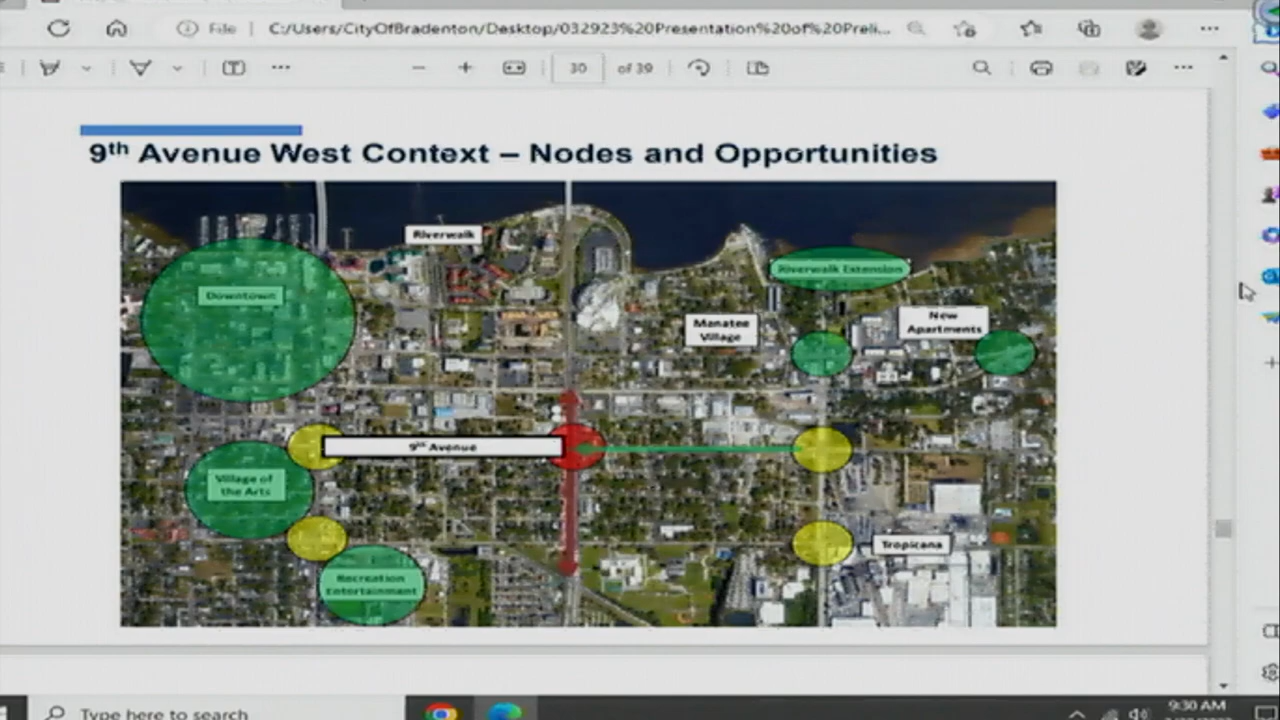 File
C:/Users/CityOfBradenton/Desktop/032923%20Presentation%20of%20Preli...
30 of 39
9th Avenue West Context – Nodes and Opportunities
Riverwalk
Riverwalk Extension
Downtown
New
Apartments
Manatee
Village
9th Avenue
Village of
the Arts
Tropicana
Recreation
Entertainment
Type here to search
9:30 AM